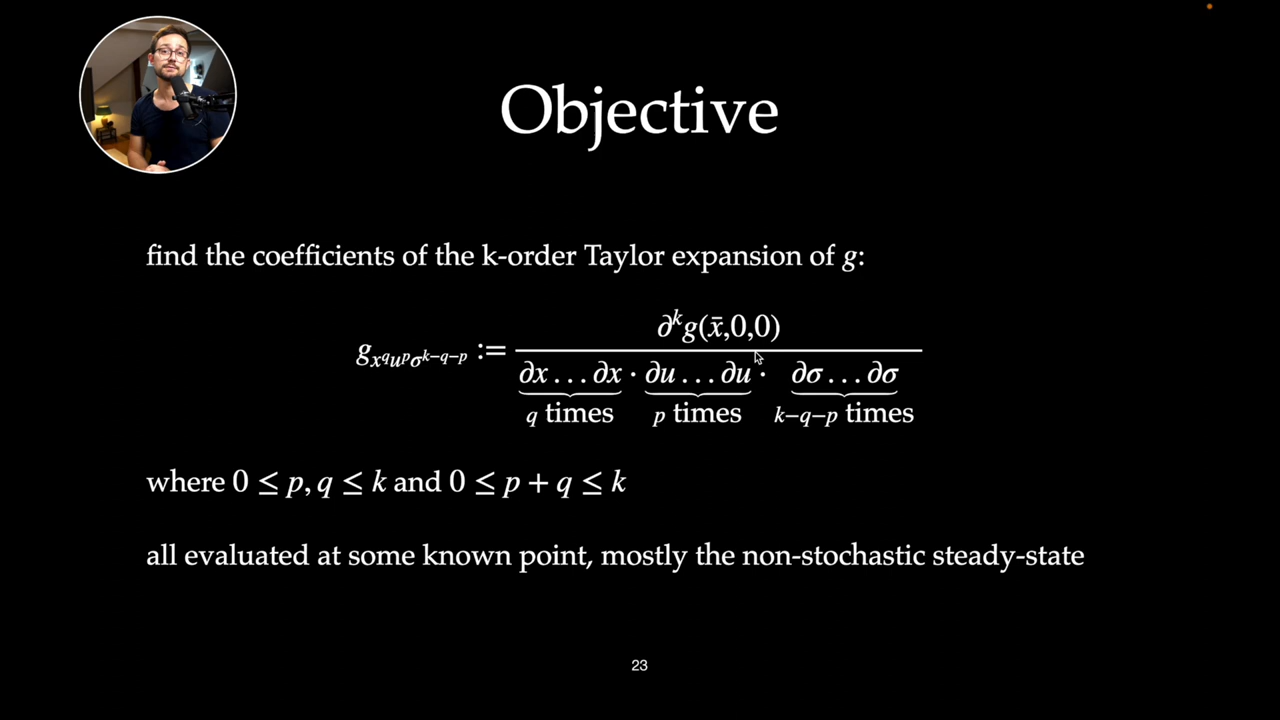 Objective
find the coefficients of the k-order Taylor expansion of g:
g_{x^q u^p σ^{k−q−p}} := ∂^k g(x̄,0,0) / (∂x…∂x · ∂u…∂u · ∂σ…∂σ)
q times p times k−q−p times
where 0 ≤ p, q ≤ k and 0 ≤ p + q ≤ k
all evaluated at some known point, mostly the non-stochastic steady-state
23